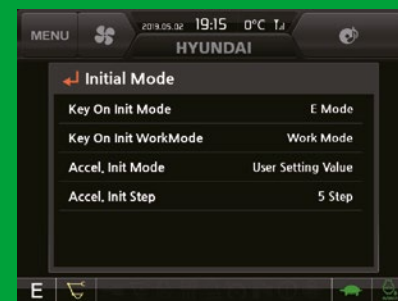 MENU
2019.05.02 19:15 0°C
HYUNDAI
Initial Mode
Key On Init Mode E Mode
Key On Init WorkMode Work Mode
Accel. Init Mode User Setting Value
Accel. Init Step 5 Step
E